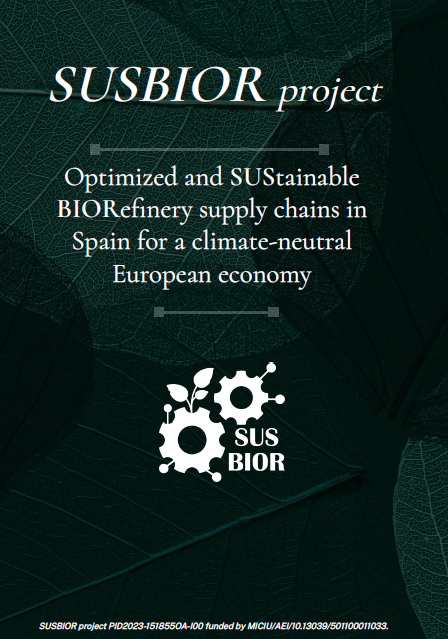 SUSBIOR project
Optimized and SUStainable
BIORefinery supply chains in
Spain for a climate-neutral
European economy
SUS
BIOR
SUSBIOR project PID2023-151855OA-I00 funded by MICIU/AEI/10.13039/501100011033.